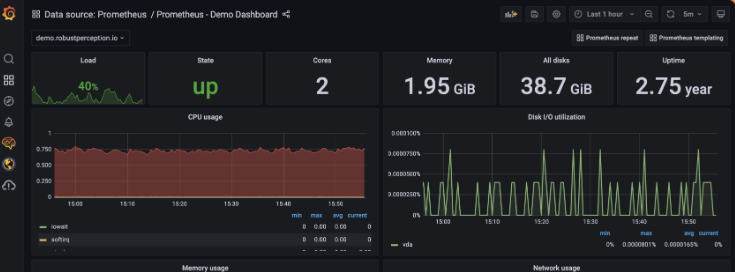 Data source: Prometheus / Prometheus - Demo Dashboard
Last 1 hour
5m
demo.robustperception.io
Prometheus repeat
Prometheus templating
Load
State
Cores
Memory
All disks
Uptime
40%
up
2
1.95 GiB
38.7 GiB
2.75 year
CPU usage
1
0.750
0.500
0.250
0
15:00 15:10 15:20 15:30 15:40 15:50
min max avg current
iowait 0 0.00 0.00 0
softirq 0 0.00 0.00 0
Disk I/O utilization
0.000100%
0.0000750%
0.0000500%
0.0000250%
0%
15:00 15:10 15:20 15:30 15:40 15:50
min max avg current
vda 0% 0.0000801% 0.0000165% 0%
Memory usage
Network usage